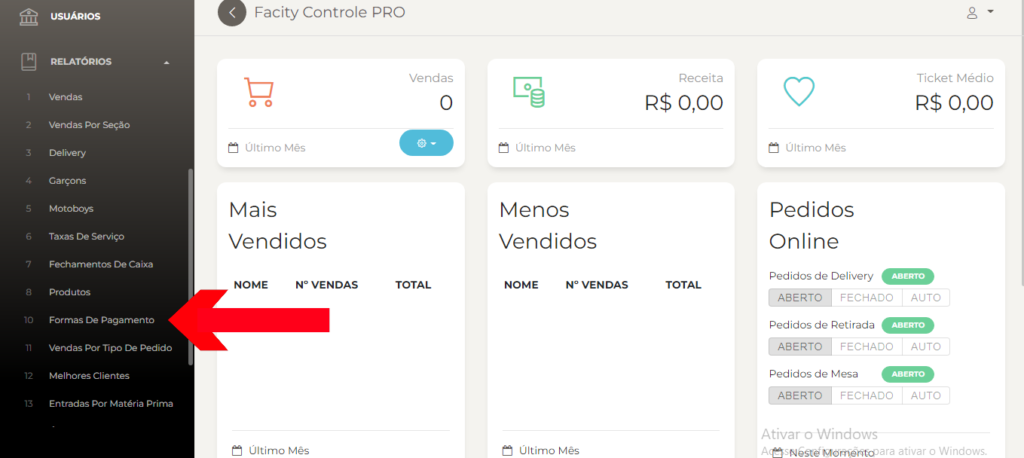 USUÁRIOS
RELATÓRIOS
1 Vendas
2 Vendas Por Seção
3 Delivery
4 Garçons
5 Motoboys
6 Taxas De Serviço
7 Fechamentos De Caixa
8 Produtos
10 Formas De Pagamento
11 Vendas Por Tipo De Pedido
12 Melhores Clientes
13 Entradas Por Matéria Prima
Facity Controle PRO
Vendas
0
Último Mês
Receita
R$ 0,00
Último Mês
Ticket Médio
R$ 0,00
Último Mês
Mais
Vendidos
NOME Nº VENDAS TOTAL
Último Mês
Menos
Vendidos
NOME Nº VENDAS TOTAL
Último Mês
Pedidos
Online
Pedidos de Delivery ABERTO
ABERTO FECHADO AUTO
Pedidos de Retirada ABERTO
ABERTO FECHADO AUTO
Pedidos de Mesa ABERTO
ABERTO FECHADO AUTO
Neste Momento
Ativar o Windows
Acesse Configurações para ativar o Windows.